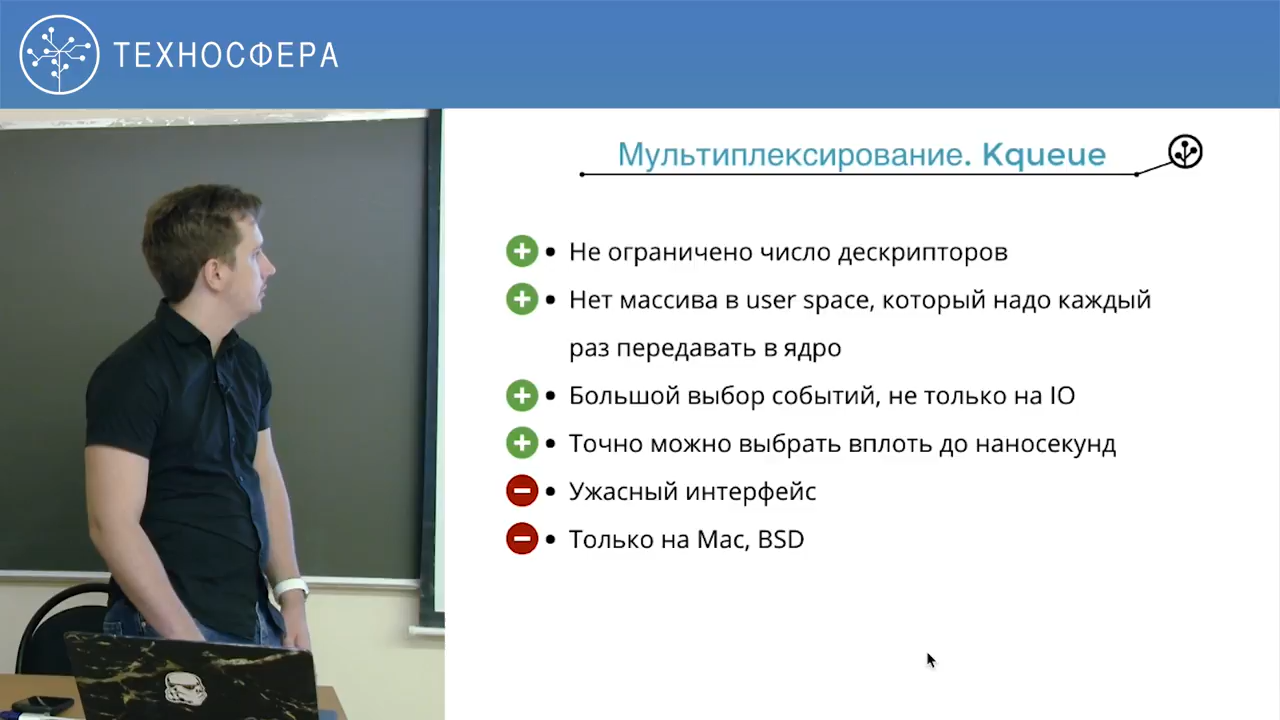 ТЕХНОСФЕРА
Мультиплексирование. Kqueue
• Не ограничено число дескрипторов
• Нет массива в user space, который надо каждый
раз передавать в ядро
• Большой выбор событий, не только на IO
• Точно можно выбрать вплоть до наносекунд
• Ужасный интерфейс
• Только на Mac, BSD